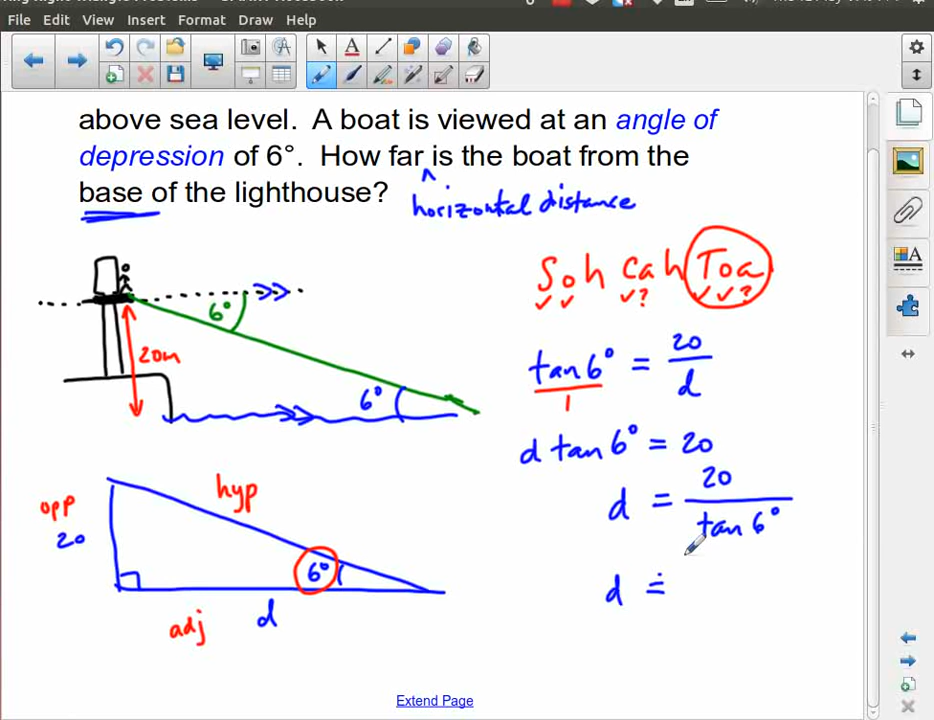 File Edit View Insert Format Draw Help
above sea level. A boat is viewed at an angle of
depression of 6°. How far is the boat from the
^
base of the lighthouse?
horizontal distance
Soh Cah Toa
✓ ✓ ✓ ? ✓ ✓ ?
6°
20m
6°
tan 6° = 20/d
1
d tan 6° = 20
d = 20/tan 6°
d ≐
opp
20
hyp
6°
adj d
Extend Page